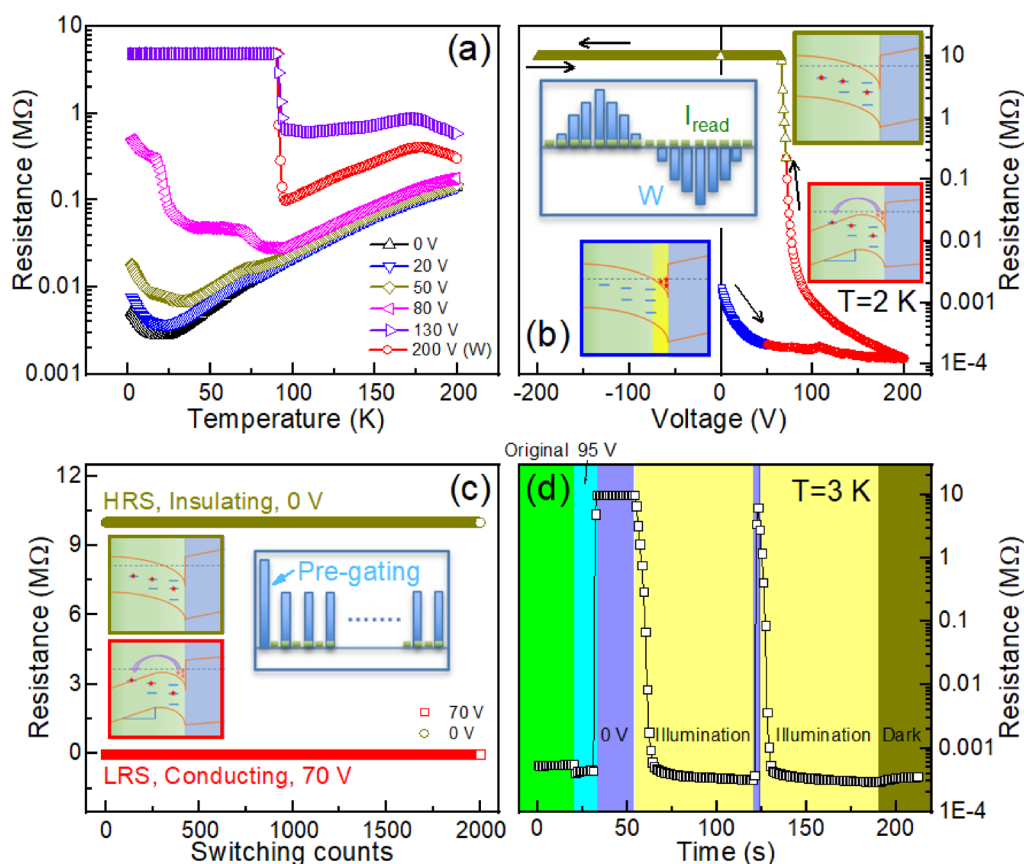 (a)
10
1
0.1
0.01
0.001
Resistance (MΩ)
0 V
20 V
50 V
80 V
130 V
200 V (W)
0
50
100
150
200
Temperature (K)
(b)
I_read
W
T=2 K
10
1
0.1
0.01
0.001
1E-4
Resistance (MΩ)
-200
-100
0
100
200
Voltage (V)
(c)
12
9
6
3
0
Resistance (MΩ)
HRS, Insulating, 0 V
Pre-gating
70 V
0 V
LRS, Conducting, 70 V
0
500
1000
1500
2000
Switching counts
Original 95 V
(d)
T=3 K
0 V
Illumination
Illumination
Dark
10
1
0.1
0.01
0.001
1E-4
Resistance (MΩ)
0
50
100
150
200
Time (s)